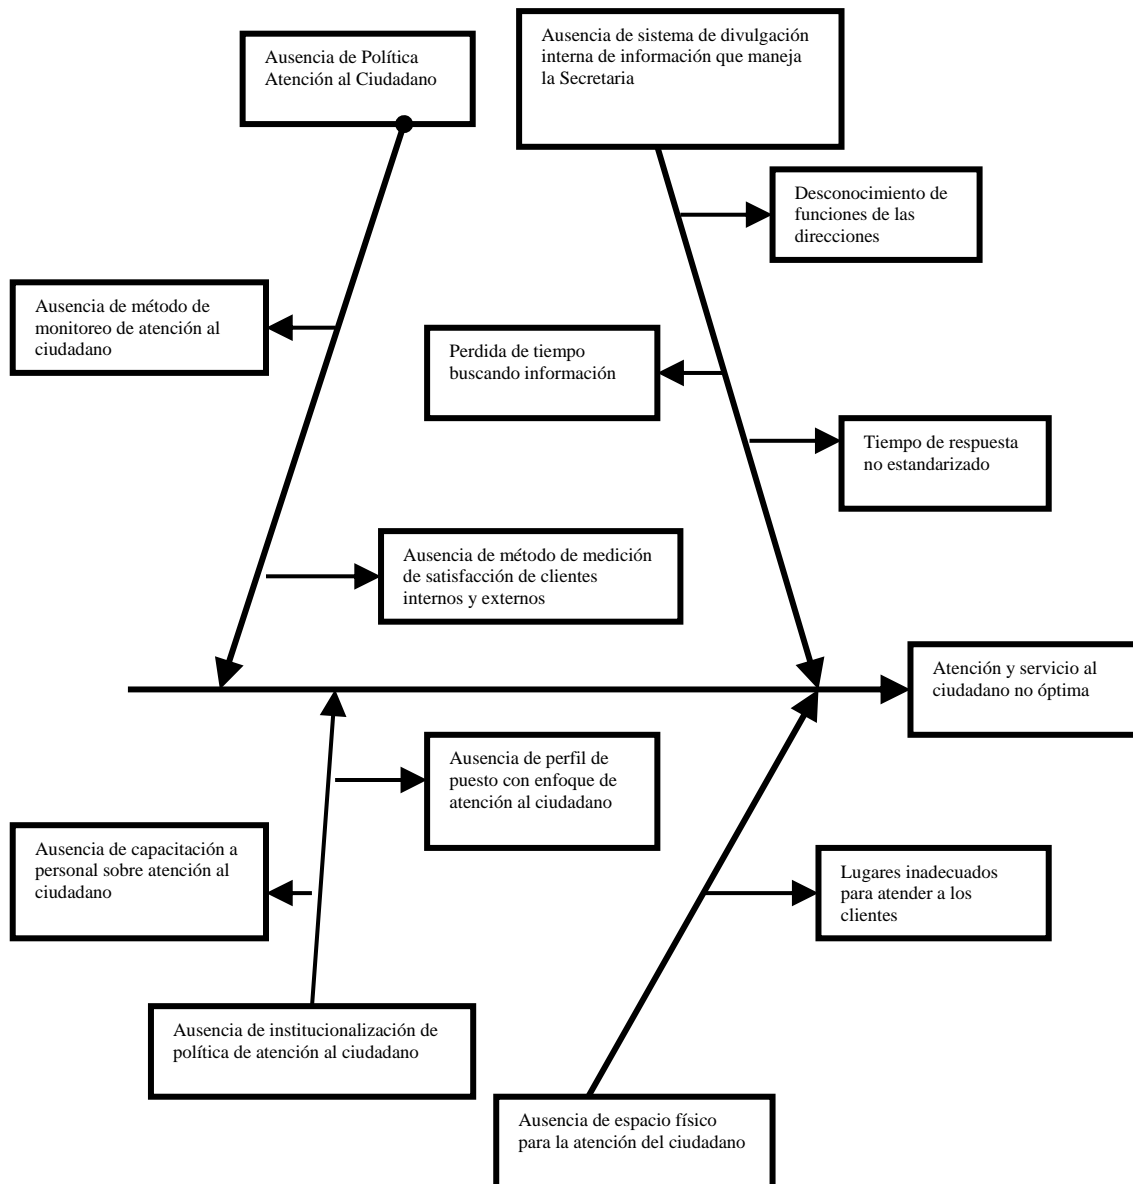 Ausencia de Política
Atención al Ciudadano
Ausencia de sistema de divulgación
interna de información que maneja
la Secretaria
Desconocimiento de
funciones de las
direcciones
Ausencia de método de
monitoreo de atención al
ciudadano
Perdida de tiempo
buscando información
Tiempo de respuesta
no estandarizado
Ausencia de método de medición
de satisfacción de clientes
internos y externos
Atención y servicio al
ciudadano no óptima
Ausencia de perfil de
puesto con enfoque de
atención al ciudadano
Ausencia de capacitación a
personal sobre atención al
ciudadano
Lugares inadecuados
para atender a los
clientes
Ausencia de institucionalización de
política de atención al ciudadano
Ausencia de espacio físico
para la atención del ciudadano